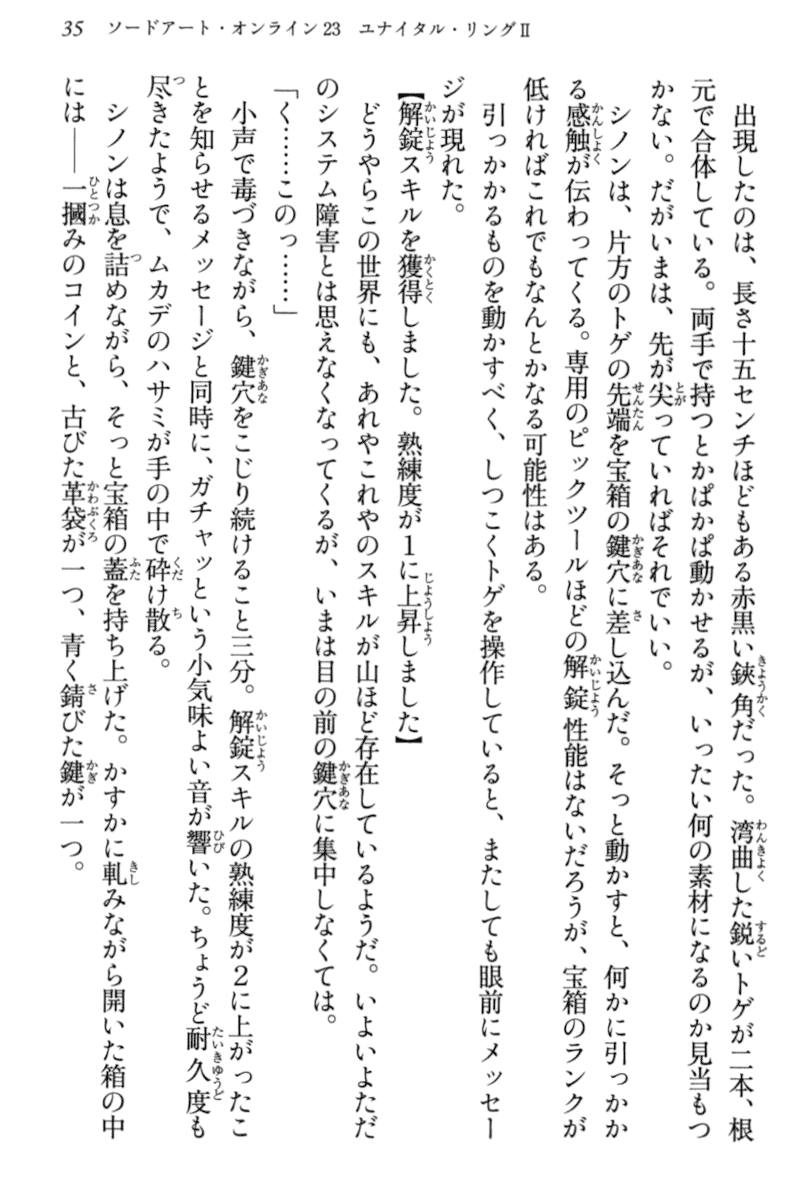 35　ソードアート・オンライン23　ユナイタル・リングⅡ
　出現したのは、長さ十五センチほどもある赤黒い鋏角だった。湾曲した鋭いトゲが二本、根
元で合体している。両手で持つとかぱかぱ動かせるが、いったい何の素材になるのか見当もつ
かない。だがいまは、先が尖っていればそれでいい。
　シノンは、片方のトゲの先端を宝箱の鍵穴に差し込んだ。そっと動かすと、何かに引っかか
る感触が伝わってくる。専用のピックツールほどの解錠性能はないだろうが、宝箱のランクが
低ければこれでもなんとかなる可能性はある。
　引っかかるものを動かすべく、しつこくトゲを操作していると、またしても眼前にメッセー
ジが現れた。
【解錠スキルを獲得しました。熟練度が1に上昇しました】
　どうやらこの世界にも、あれやこれやのスキルが山ほど存在しているようだ。いよいよただ
のシステム障害とは思えなくなってくるが、いまは目の前の鍵穴に集中しなくては。
「く……このっ……」
　小声で毒づきながら、鍵穴をこじり続けること三分。解錠スキルの熟練度が2に上がったこ
とを知らせるメッセージと同時に、ガチャッという小気味よい音が響いた。ちょうど耐久度も
尽きたようで、ムカデのハサミが手の中で砕け散る。
　シノンは息を詰めながら、そっと宝箱の蓋を持ち上げた。かすかに軋みながら開いた箱の中
には――一摑みのコインと、古びた革袋が一つ、青く錆びた鍵が一つ。